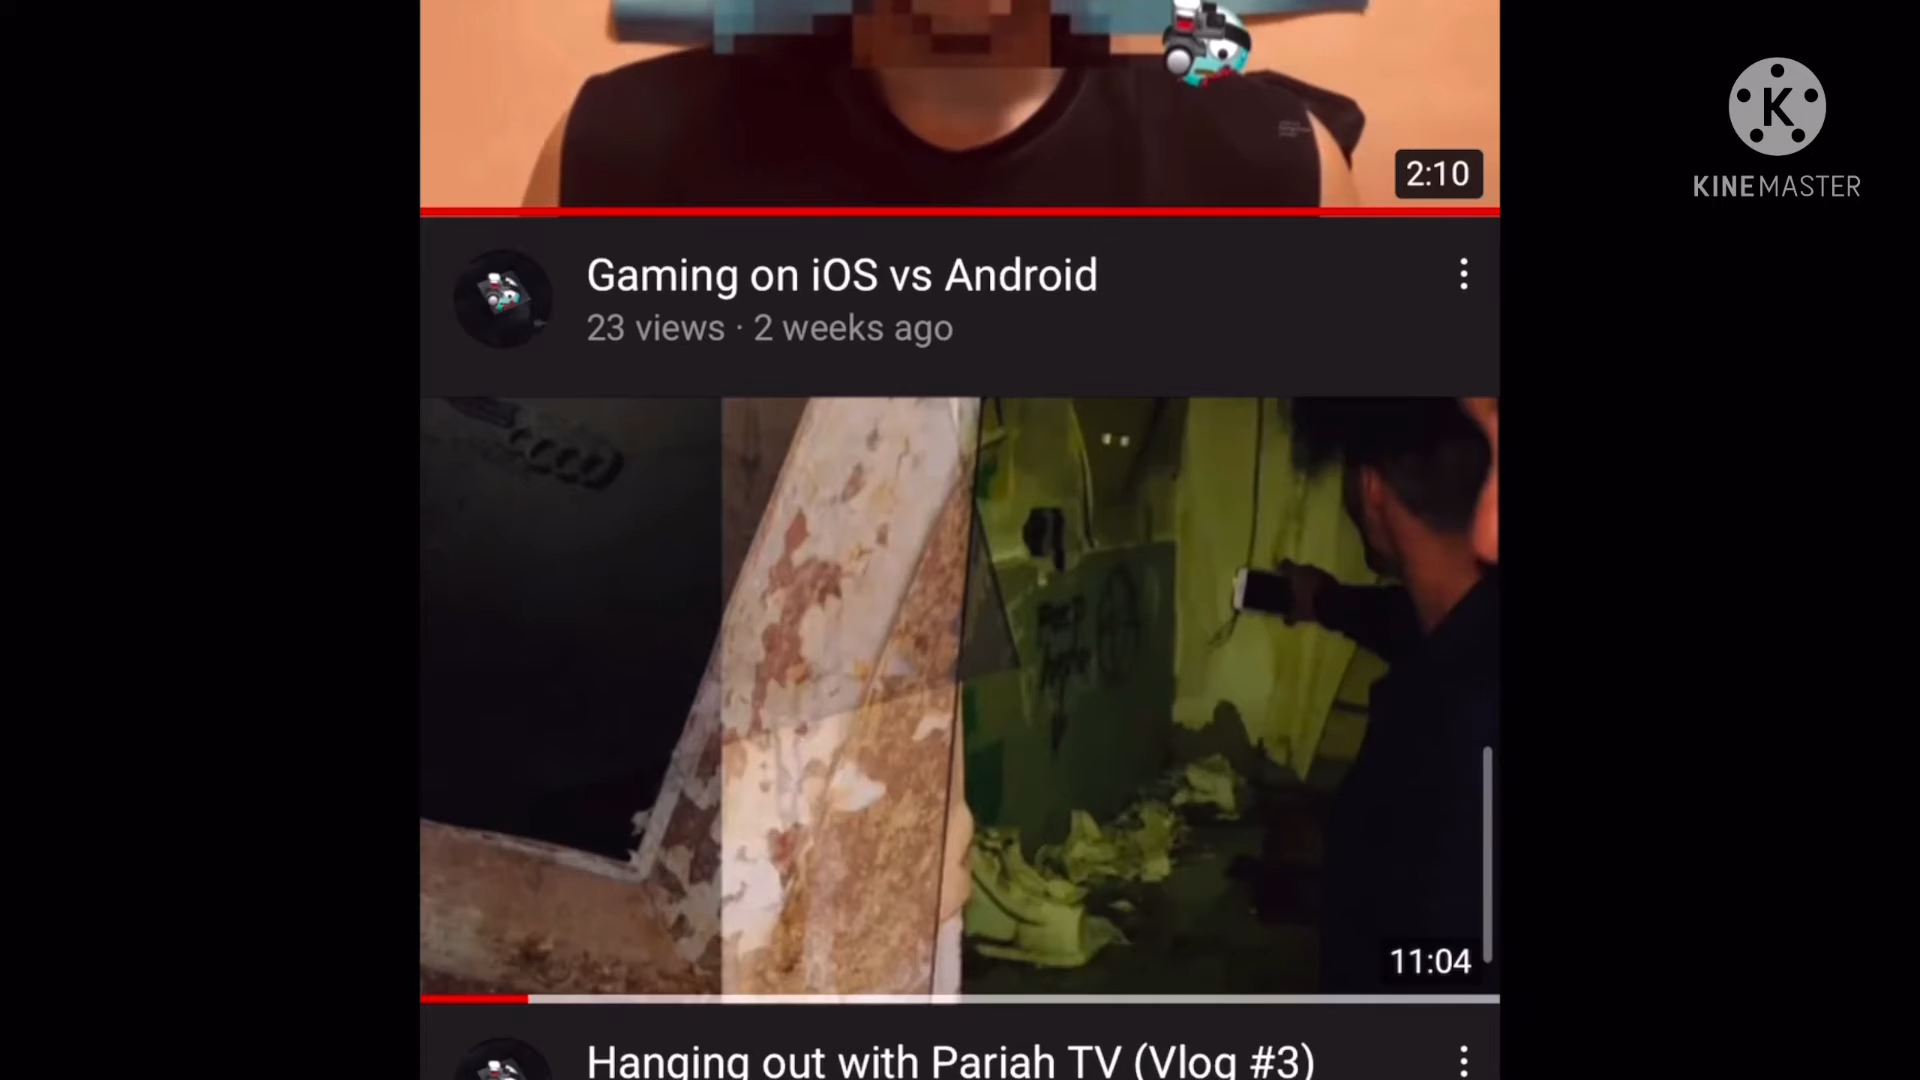 2:10
KINEMASTER
Gaming on iOS vs Android
23 views · 2 weeks ago
11:04
Hanging out with Pariah TV (Vlog #3)